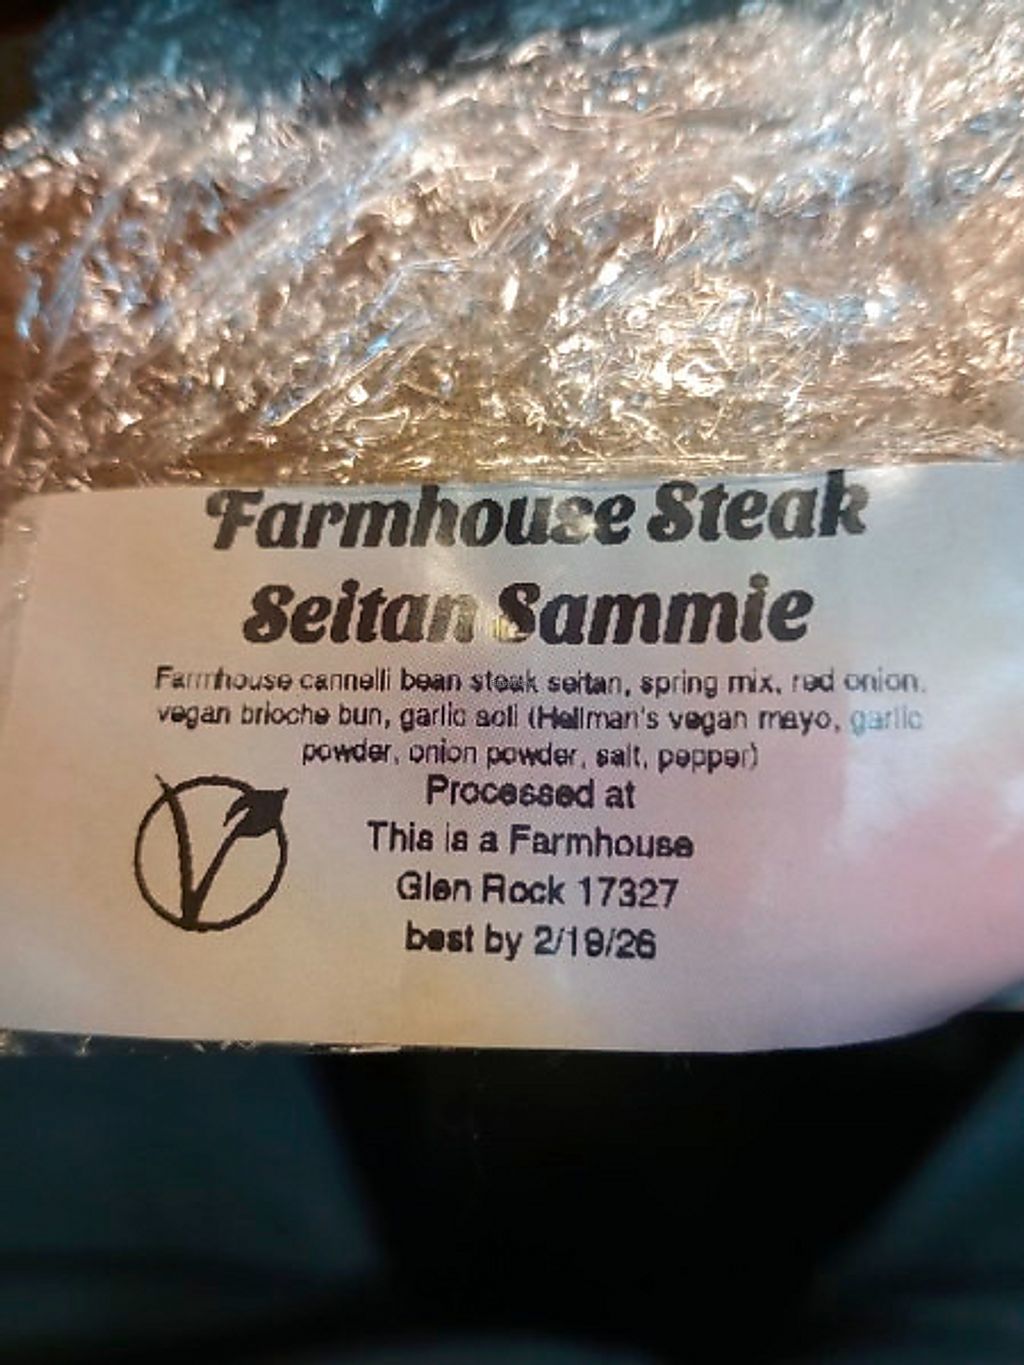 Farmhouse Steak
Seitan Sammie
Farmhouse cannelli bean steak seitan, spring mix, red onion,
vegan brioche bun, garlic aoli (Hellman's vegan mayo, garlic
powder, onion powder, salt, pepper)
Processed at
This is a Farmhouse
Glen Rock 17327
best by 2/19/26